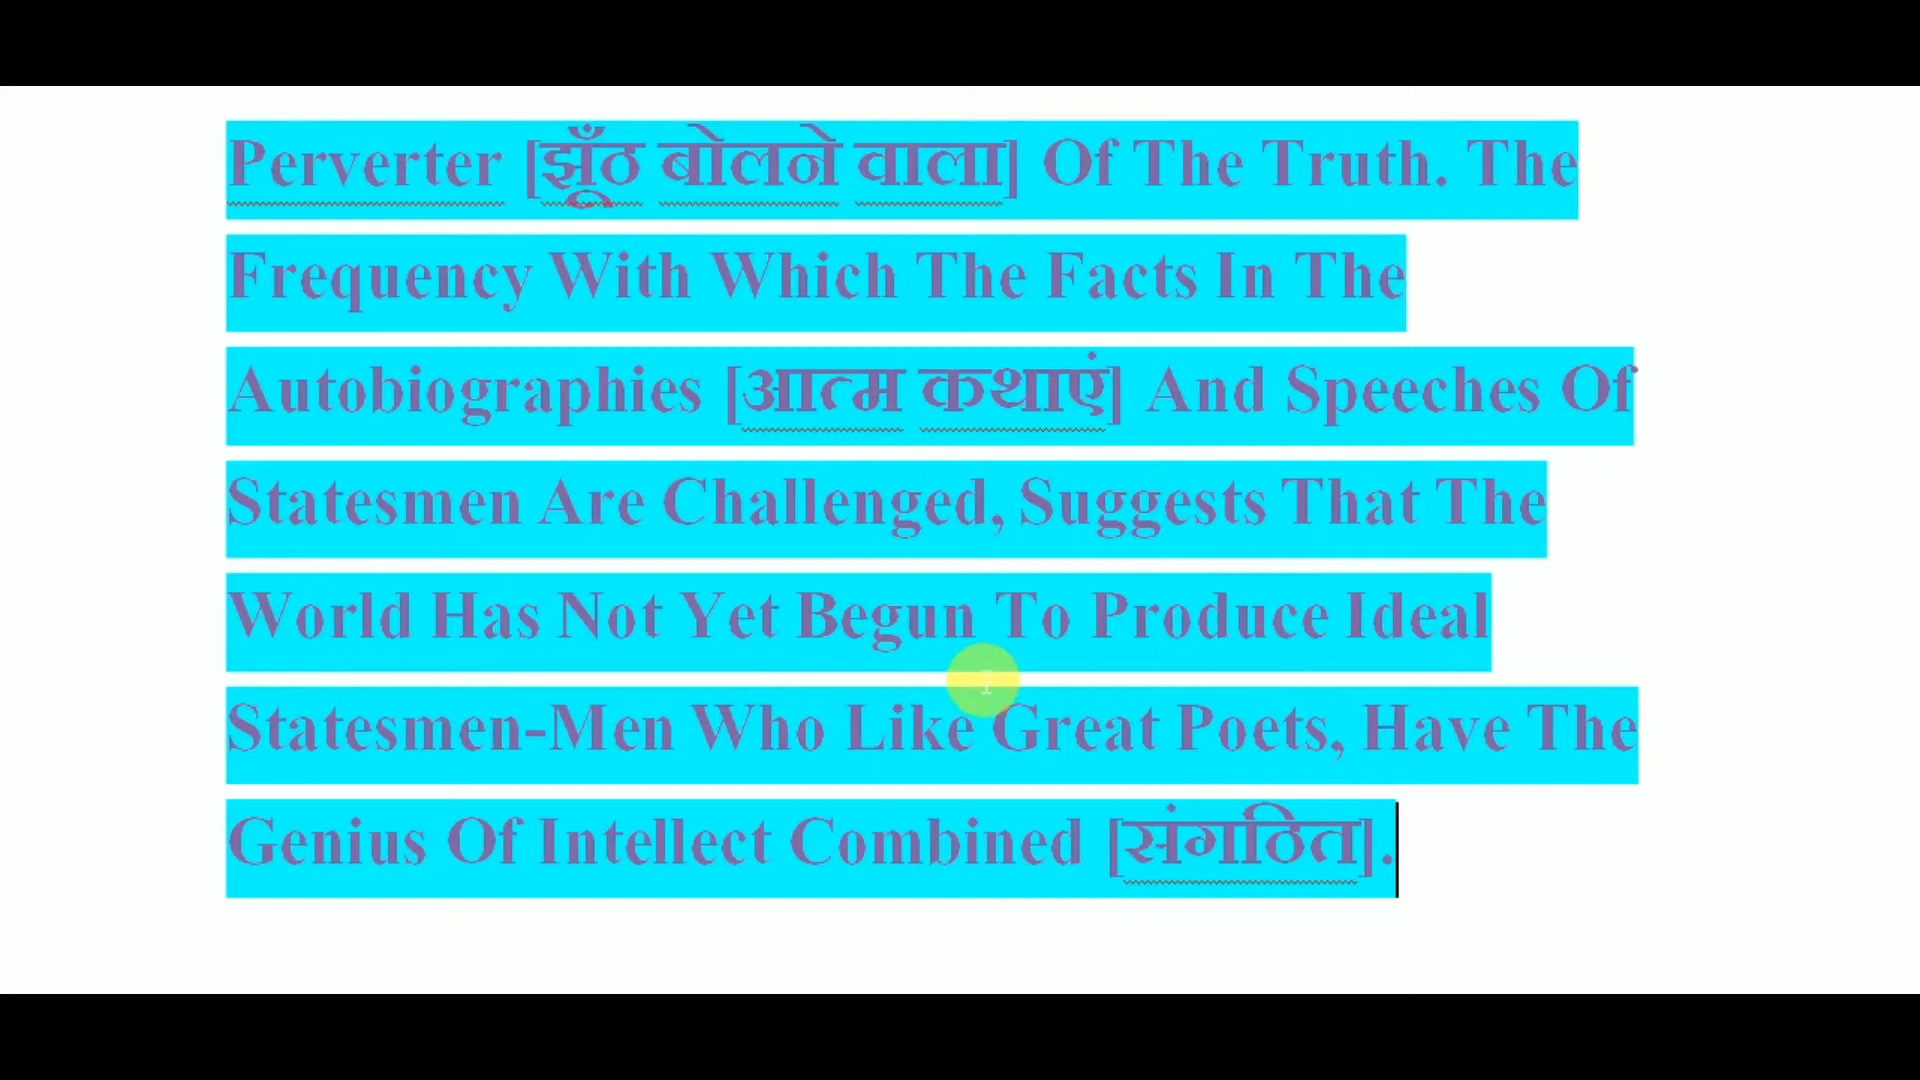 Perverter [झूँठ बोलने वाला] Of The Truth. The
Frequency With Which The Facts In The
Autobiographies [आत्म कथाएं] And Speeches Of
Statesmen Are Challenged, Suggests That The
World Has Not Yet Begun To Produce Ideal
Statesmen-Men Who Like Great Poets, Have The
Genius Of Intellect Combined [संगठित].